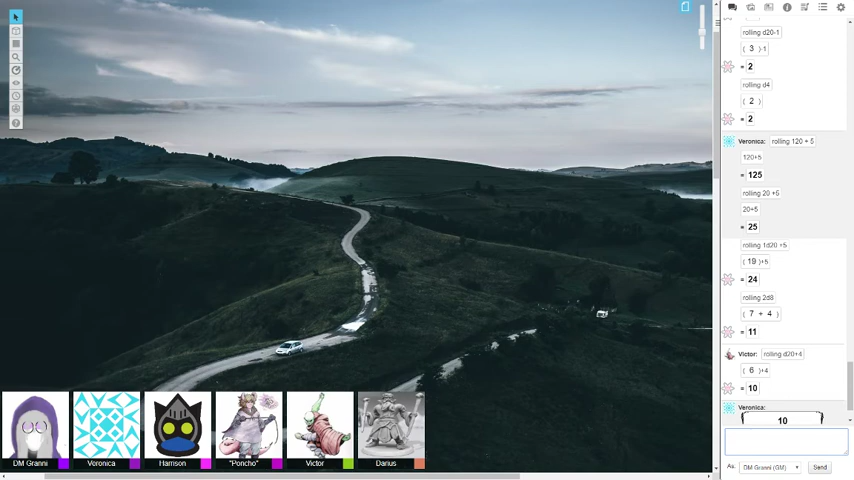 rolling d20-1
( 3 )-1
= 2
rolling d4
( 2 )
= 2
Veronica: rolling 120 + 5
120+5
= 125
rolling 20 +5
20+5
= 25
rolling 1d20 +5
( 19 )+5
= 24
rolling 2d8
( 7 + 4 )
= 11
Victor: rolling d20+4
( 6 )+4
= 10
Veronica:
10
As: DM Granni (GM) Send
DM Granni Veronica Harrison "Poncho" Victor Darius